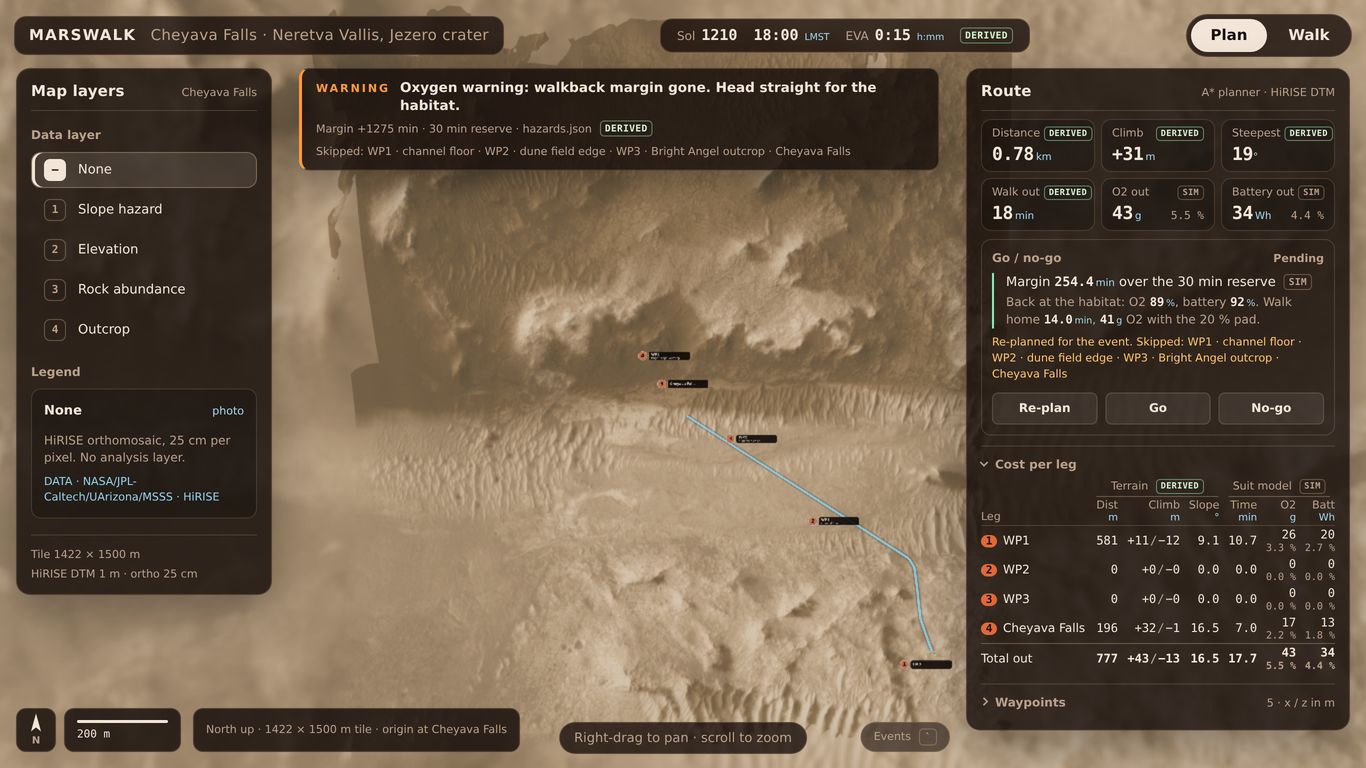 MARSWALK Cheyava Falls · Neretva Vallis, Jezero crater
Sol 1210 18:00 LMST EVA 0:15 h:mm DERIVED
Plan Walk
Map layers Cheyava Falls
Data layer
– None
1 Slope hazard
2 Elevation
3 Rock abundance
4 Outcrop
Legend
None photo
HiRISE orthomosaic, 25 cm per
pixel. No analysis layer.
DATA · NASA/JPL-
Caltech/UArizona/MSSS · HiRISE
Tile 1422 × 1500 m
HiRISE DTM 1 m · ortho 25 cm
WARNING Oxygen warning: walkback margin gone. Head straight for the
habitat.
Margin +1275 min · 30 min reserve · hazards.json DERIVED
Skipped: WP1 · channel floor · WP2 · dune field edge · WP3 · Bright Angel outcrop · Cheyava Falls
Route A* planner · HiRISE DTM
Distance DERIVED Climb DERIVED Steepest DERIVED
0.78 km +31 m 19 °
Walk out DERIVED O2 out SIM Battery out SIM
18 min 43 g 5.5 % 34 Wh 4.4 %
Go / no-go Pending
Margin 254.4 min over the 30 min reserve SIM
Back at the habitat: O2 89 %, battery 92 %. Walk
home 14.0 min, 41 g O2 with the 20 % pad.
Re-planned for the event. Skipped: WP1 · channel floor ·
WP2 · dune field edge · WP3 · Bright Angel outcrop ·
Cheyava Falls
Re-plan Go No-go
Cost per leg
Terrain DERIVED Suit model SIM
Dist Climb Slope Time O2 Batt
Leg m m ° min g Wh
1 WP1 581 +11/−12 9.1 10.7 26 20
3.3 % 2.7 %
2 WP2 0 +0/−0 0.0 0.0 0 0
0.0 % 0.0 %
3 WP3 0 +0/−0 0.0 0.0 0 0
0.0 % 0.0 %
4 Cheyava Falls 196 +32/−1 16.5 7.0 17 13
2.2 % 1.8 %
Total out 777 +43/−13 16.5 17.7 43 34
5.5 % 4.4 %
Waypoints 5 · x / z in m
N
200 m
North up · 1422 × 1500 m tile · origin at Cheyava Falls
Right-drag to pan · scroll to zoom
Events `